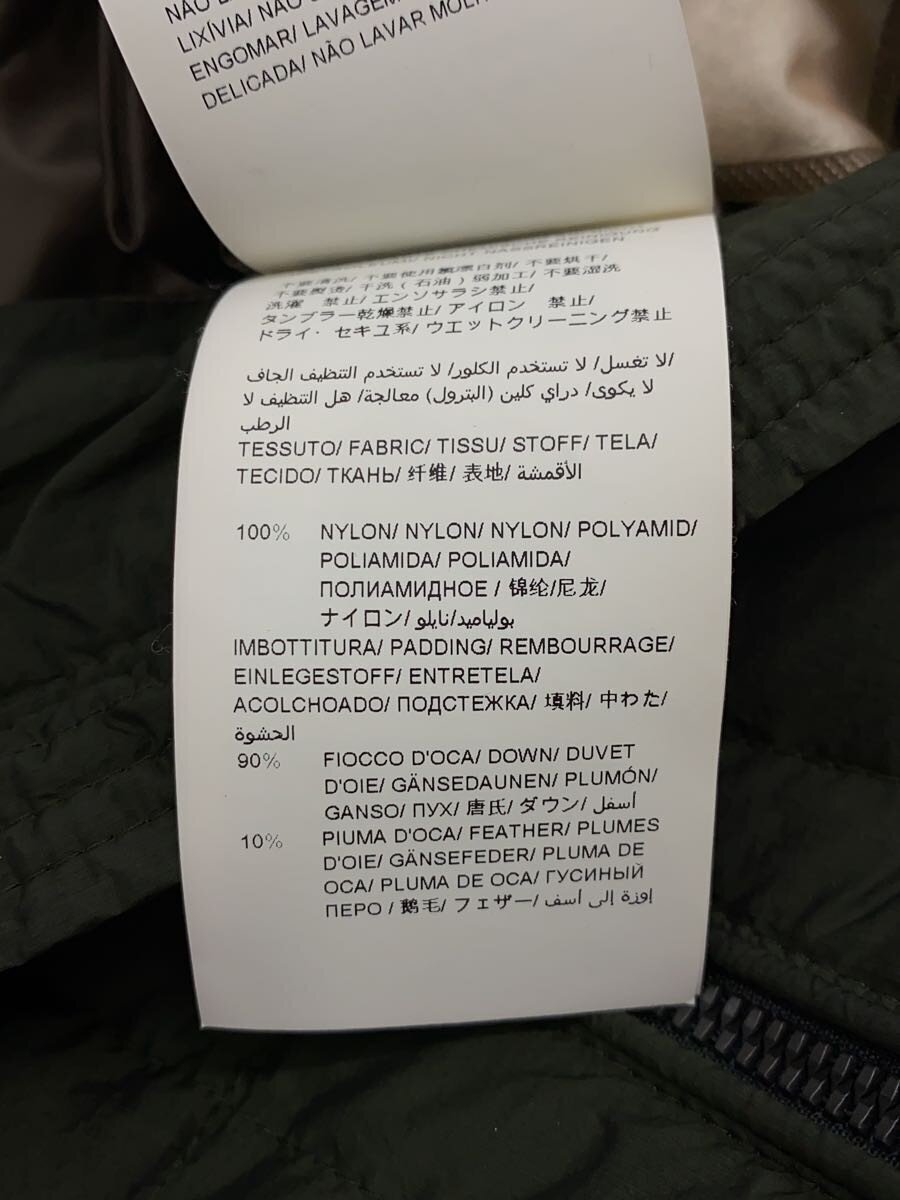 NÃO
LIXÍVIA/ NÃO
ENGOMAR/ LAVAGEM
DELICADA/ NÃO LAVAR
NICHT NASSREINIGEN
不要清洗/ 不要使用氯漂白剂/ 不要烘干/
不要熨烫/ 干洗 ( 石油 ) 弱加工/ 不要湿洗
洗濯 禁止/ エンソサラシ禁止/
タンブラー乾燥禁止/ アイロン 禁止/
ドライ・ セキユ系/ ウエットクリーニング禁止
/لا تغسل/ لا تستخدم الكلور/ لا تستخدم التنظيف الجاف
لا يكوى/ دراي كلين (البترول) معالجة/ هل التنظيف لا
الرطب
TESSUTO/ FABRIC/ TISSU/ STOFF/ TELA/
TECIDO/ ТКАНЬ/ 纤维/ 表地/ الأقمشة
100% NYLON/ NYLON/ NYLON/ POLYAMID/
POLIAMIDA/ POLIAMIDA/
ПОЛИАМИДНОЕ / 锦纶/尼龙/
ナイロン/ بولياميد/نايلو
IMBOTTITURA/ PADDING/ REMBOURRAGE/
EINLEGESTOFF/ ENTRETELA/
ACOLCHOADO/ ПОДСТЕЖКА/ 填料/ 中わた/
الحشوة
90% FIOCCO D'OCA/ DOWN/ DUVET
D'OIE/ GÄNSEDAUNEN/ PLUMÓN/
GANSO/ ПУХ/ 唐氏/ ダウン/ أسفل
10% PIUMA D'OCA/ FEATHER/ PLUMES
D'OIE/ GÄNSEFEDER/ PLUMA DE
OCA/ PLUMA DE OCA/ ГУСИНЫЙ
ПЕРО / 鹅毛/ フェザー/ إوزة إلى أسف